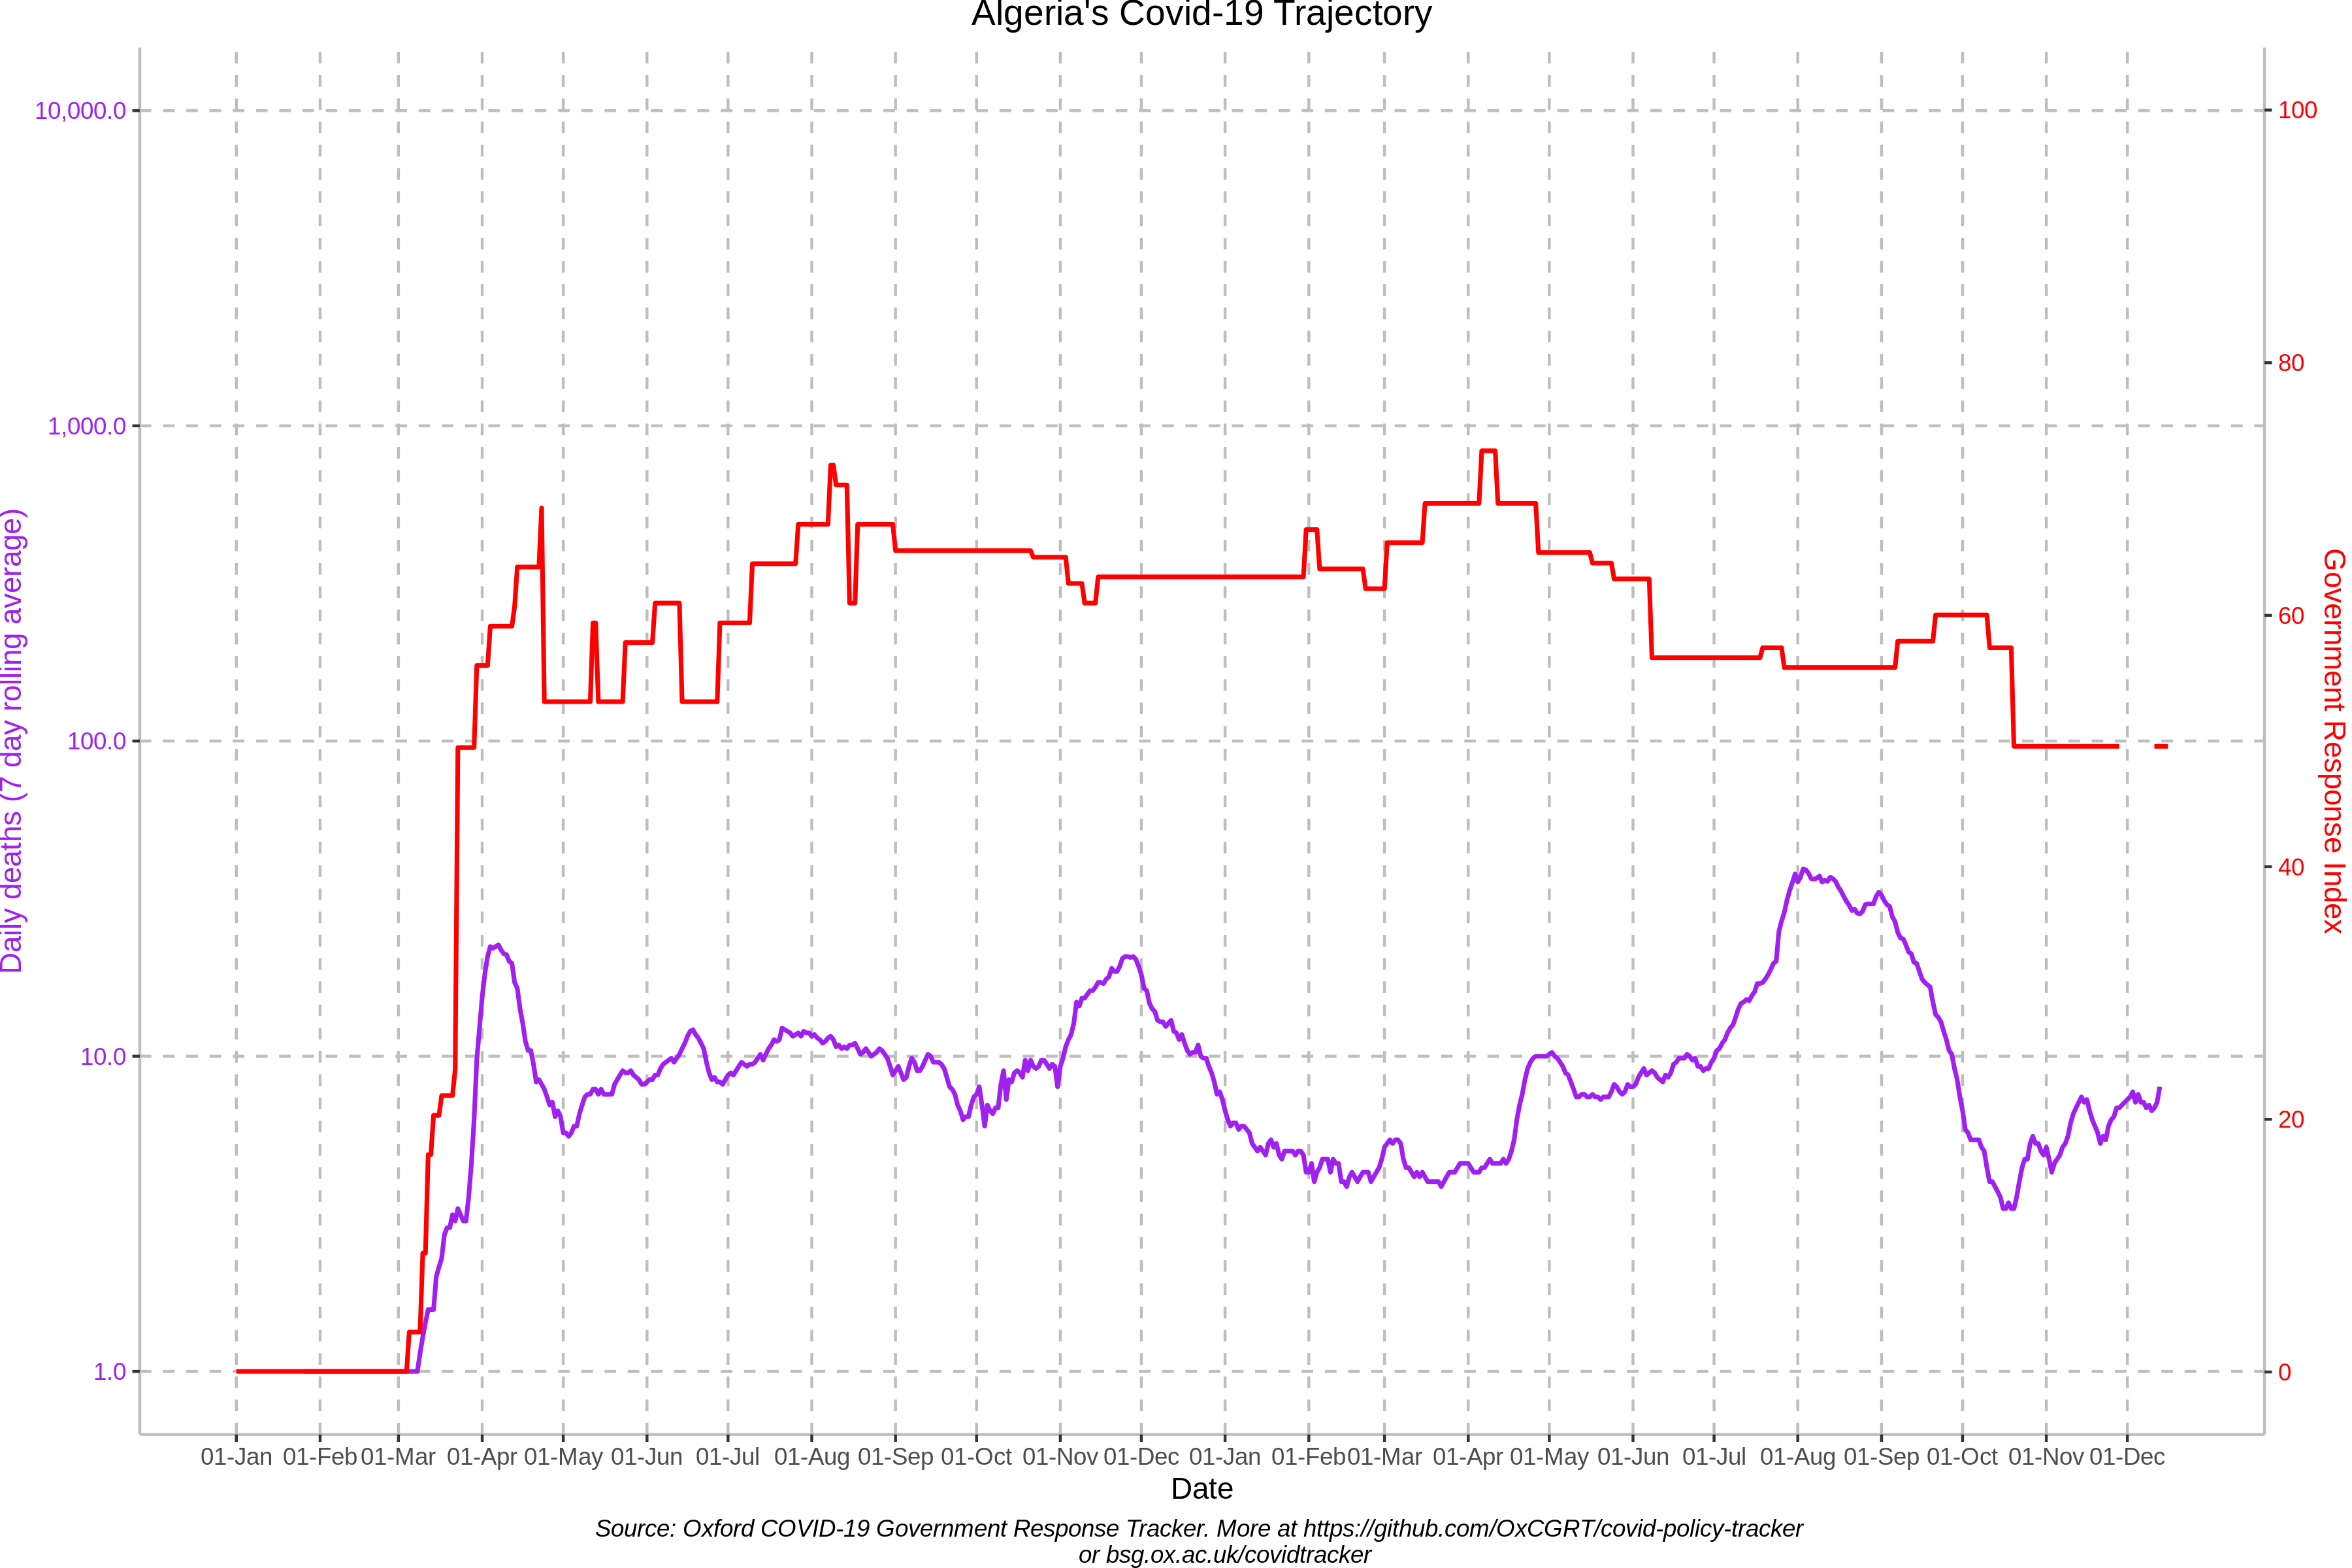 Algeria's Covid-19 Trajectory
10,000.0
1,000.0
100.0
10.0
1.0
Daily deaths (7 day rolling average)
100
80
60
40
20
0
Government Response Index
01-Jan 01-Feb 01-Mar 01-Apr 01-May 01-Jun 01-Jul 01-Aug 01-Sep 01-Oct 01-Nov 01-Dec 01-Jan 01-Feb 01-Mar 01-Apr 01-May 01-Jun 01-Jul 01-Aug 01-Sep 01-Oct 01-Nov 01-Dec
Date
Source: Oxford COVID-19 Government Response Tracker. More at https://github.com/OxCGRT/covid-policy-tracker
or bsg.ox.ac.uk/covidtracker